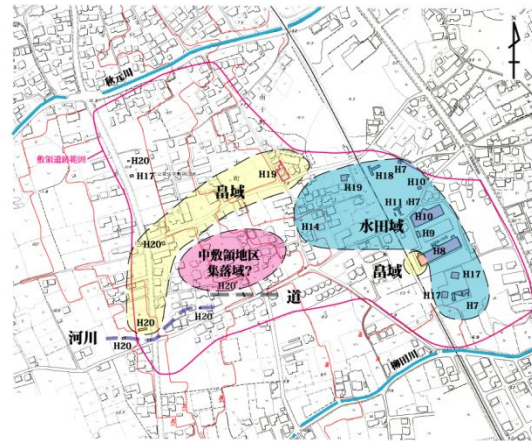 N
秋元川
敷領遺跡範囲
H20
H17
H19
畠域
H19
H18
H7
H10
H11
H7
H14
H10
水田域
H9
H20
中敷領地区
集落域?
H8
畠域
H20
道
H17
H20
H17
H7
河川
H20
H20
柳田川